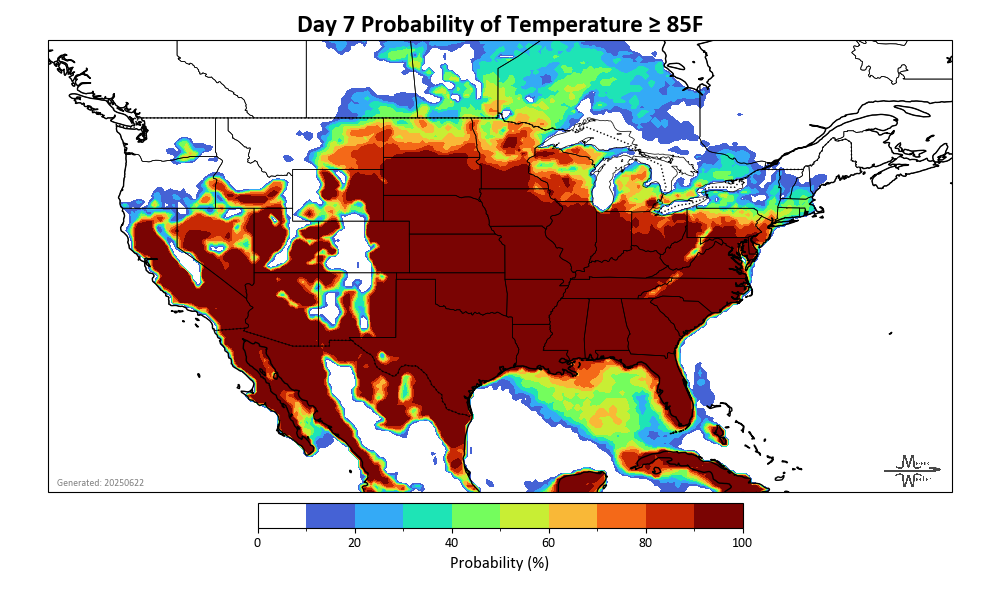 Day 7 Probability of Temperature ≥ 85F
Generated: 20250622
0 20 40 60 80 100
Probability (%)